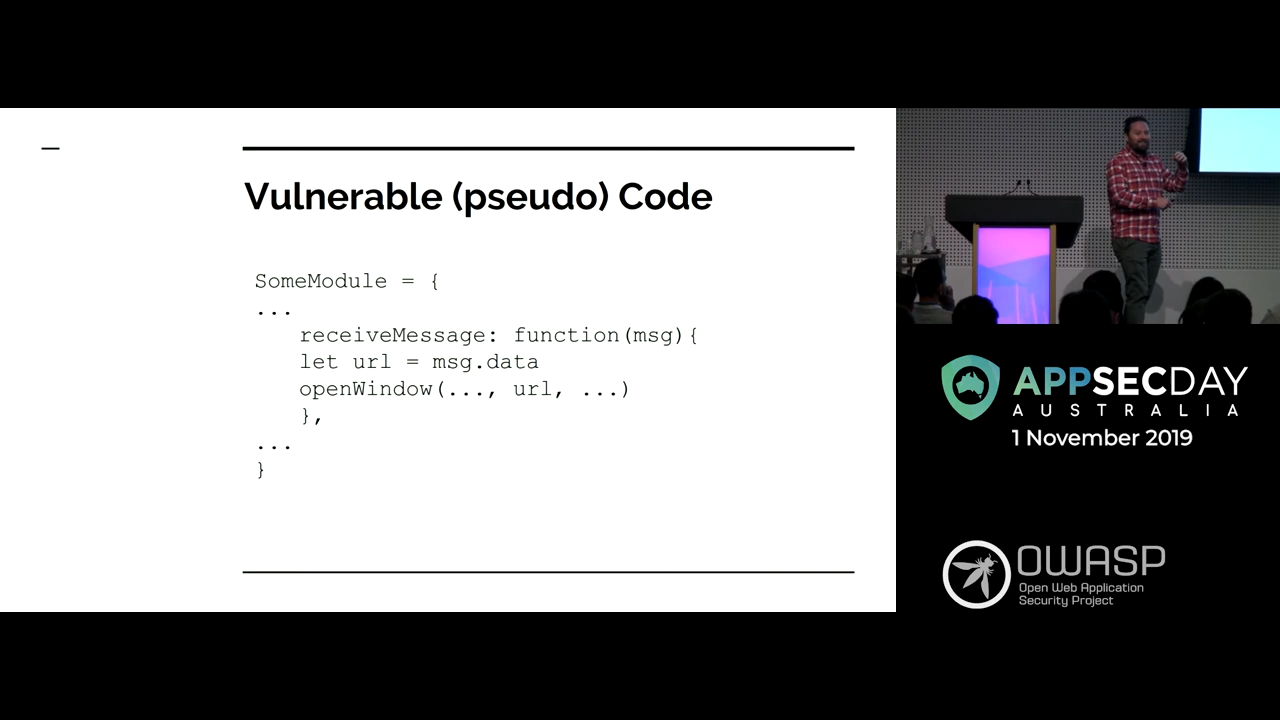 Vulnerable (pseudo) Code
SomeModule = {
...
receiveMessage: function(msg){
let url = msg.data
openWindow(..., url, ...)
},
...
}
APPSECDAY
AUSTRALIA
1 November 2019
OWASP
Open Web Application
Security Project